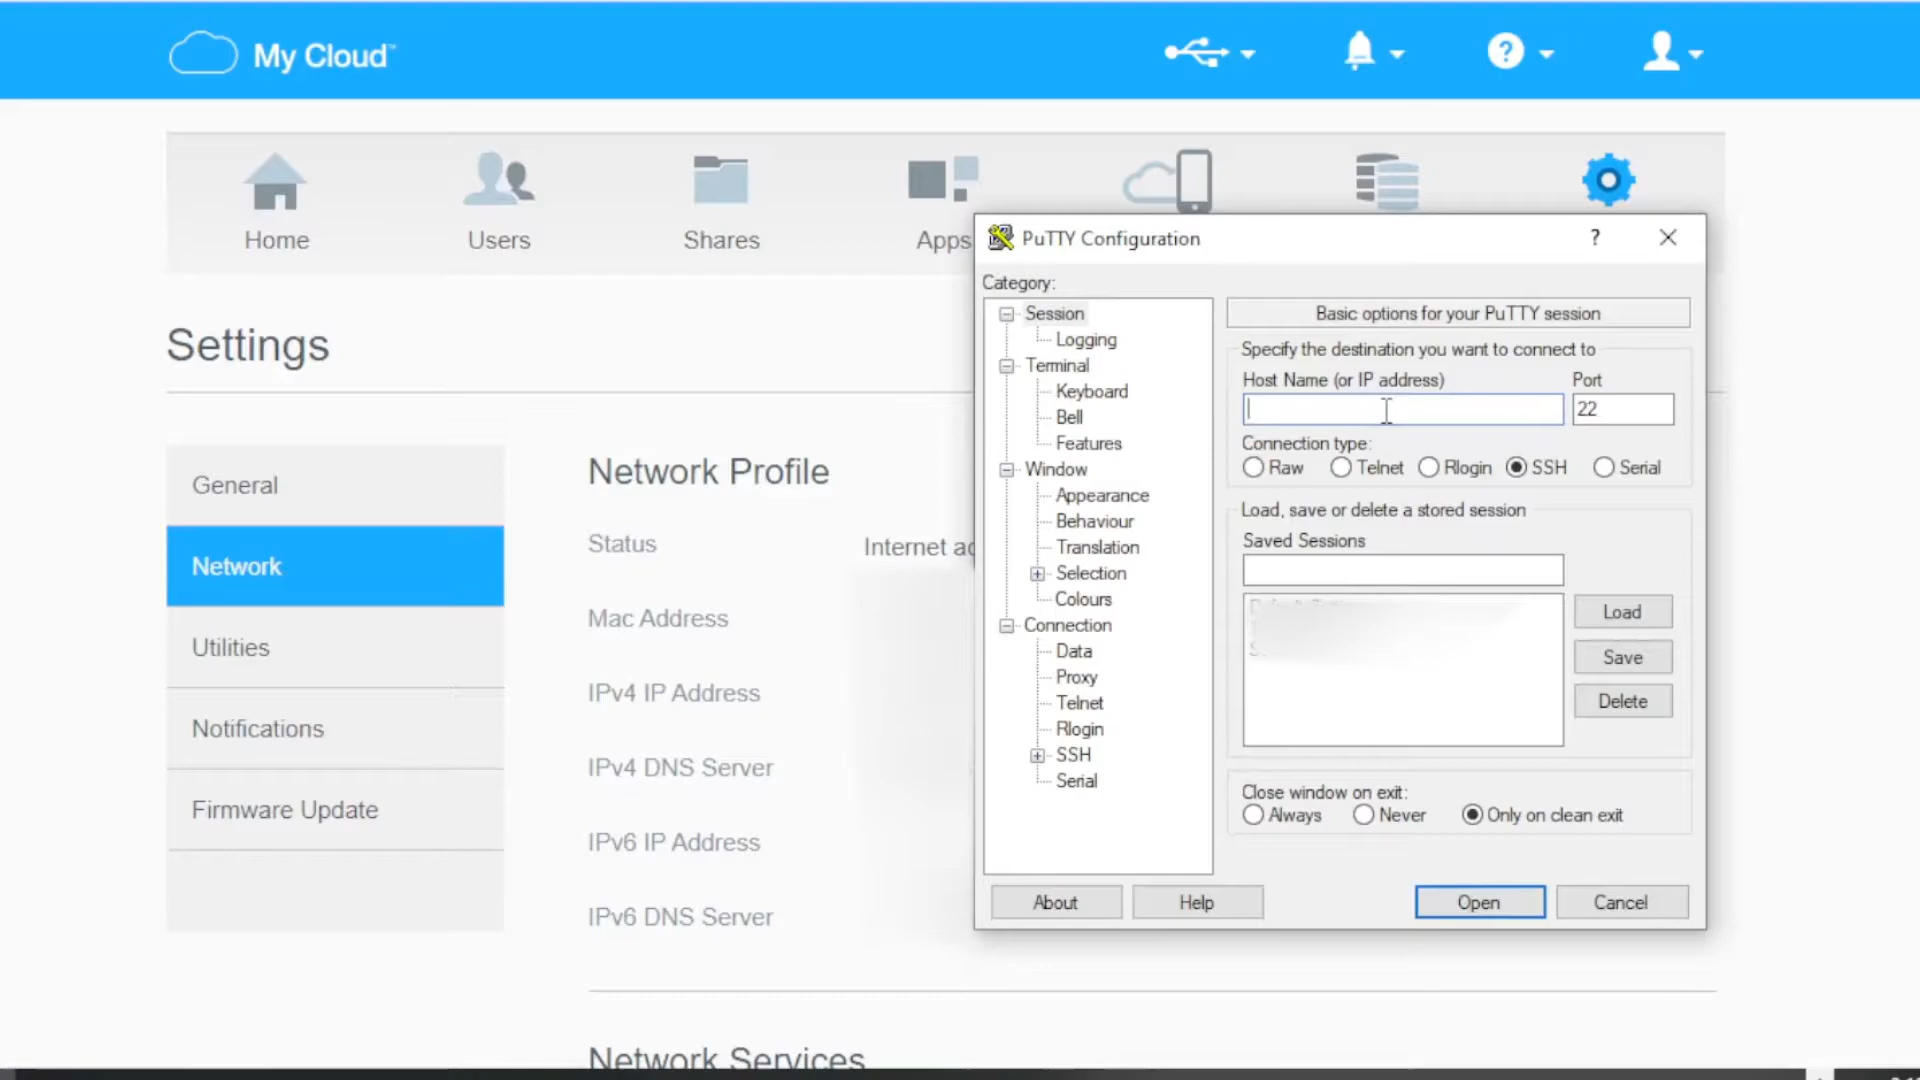 My Cloud™
Home
Users
Shares
Apps
Settings
General
Network
Utilities
Notifications
Firmware Update
Network Profile
Status
Internet ac
Mac Address
IPv4 IP Address
IPv4 DNS Server
IPv6 IP Address
IPv6 DNS Server
Network Services
PuTTY Configuration
Category:
Session
Logging
Terminal
Keyboard
Bell
Features
Window
Appearance
Behaviour
Translation
Selection
Colours
Connection
Data
Proxy
Telnet
Rlogin
SSH
Serial
Basic options for your PuTTY session
Specify the destination you want to connect to
Host Name (or IP address) Port
22
Connection type:
Raw Telnet Rlogin SSH Serial
Load, save or delete a stored session
Saved Sessions
Load
Save
Delete
Close window on exit:
Always Never Only on clean exit
About Help Open Cancel